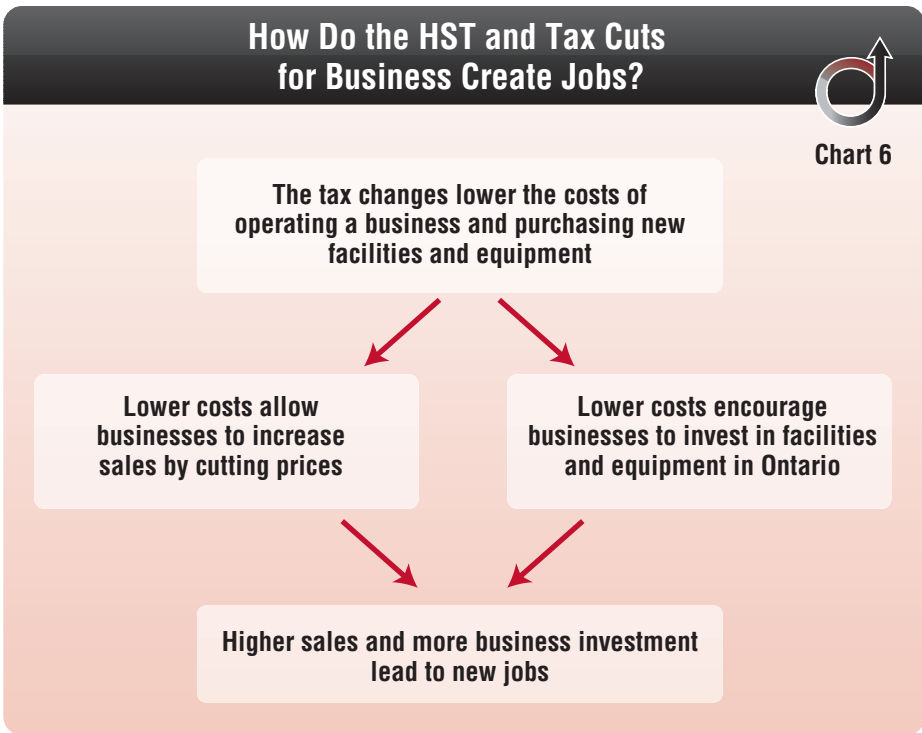 How Do the HST and Tax Cuts
for Business Create Jobs?
Chart 6
The tax changes lower the costs of
operating a business and purchasing new
facilities and equipment
Lower costs allow
businesses to increase
sales by cutting prices
Lower costs encourage
businesses to invest in facilities
and equipment in Ontario
Higher sales and more business investment
lead to new jobs